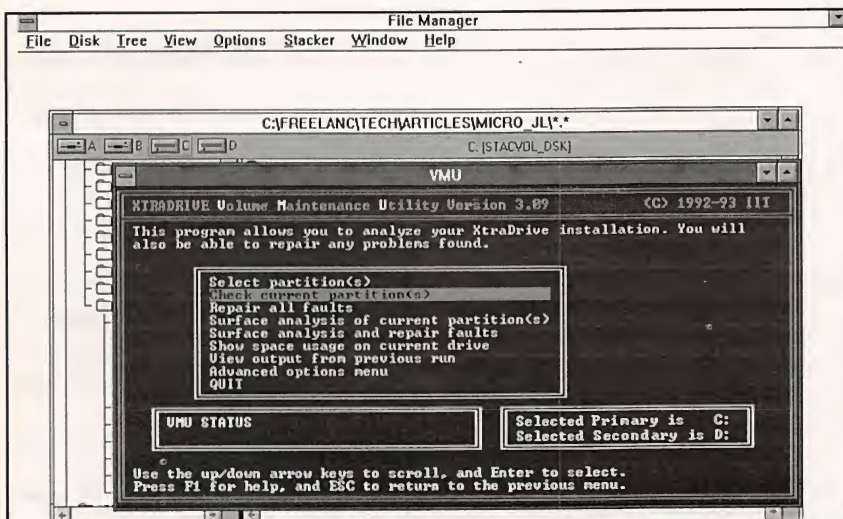 File Manager
File Disk Tree View Options Stacker Window Help
C:\FREELANC\TECH\ARTICLES\MICRO_JL\*.*
A B C D C: [STACVOL_DSK]
VMU
XTRADRIVE Volume Maintenance Utility Version 3.09 (C) 1992-93 IIT
This program allows you to analyze your XtraDrive installation. You will
also be able to repair any problems found.
Select partition(s)
Check current partition(s)
Repair all faults
Surface analysis of current partition(s)
Surface analysis and repair faults
Show space usage on current drive
View output from previous run
Advanced options menu
QUIT
VMU STATUS
Selected Primary is C:
Selected Secondary is D:
Use the up/down arrow keys to scroll, and Enter to select.
Press F1 for help, and ESC to return to the previous menu.